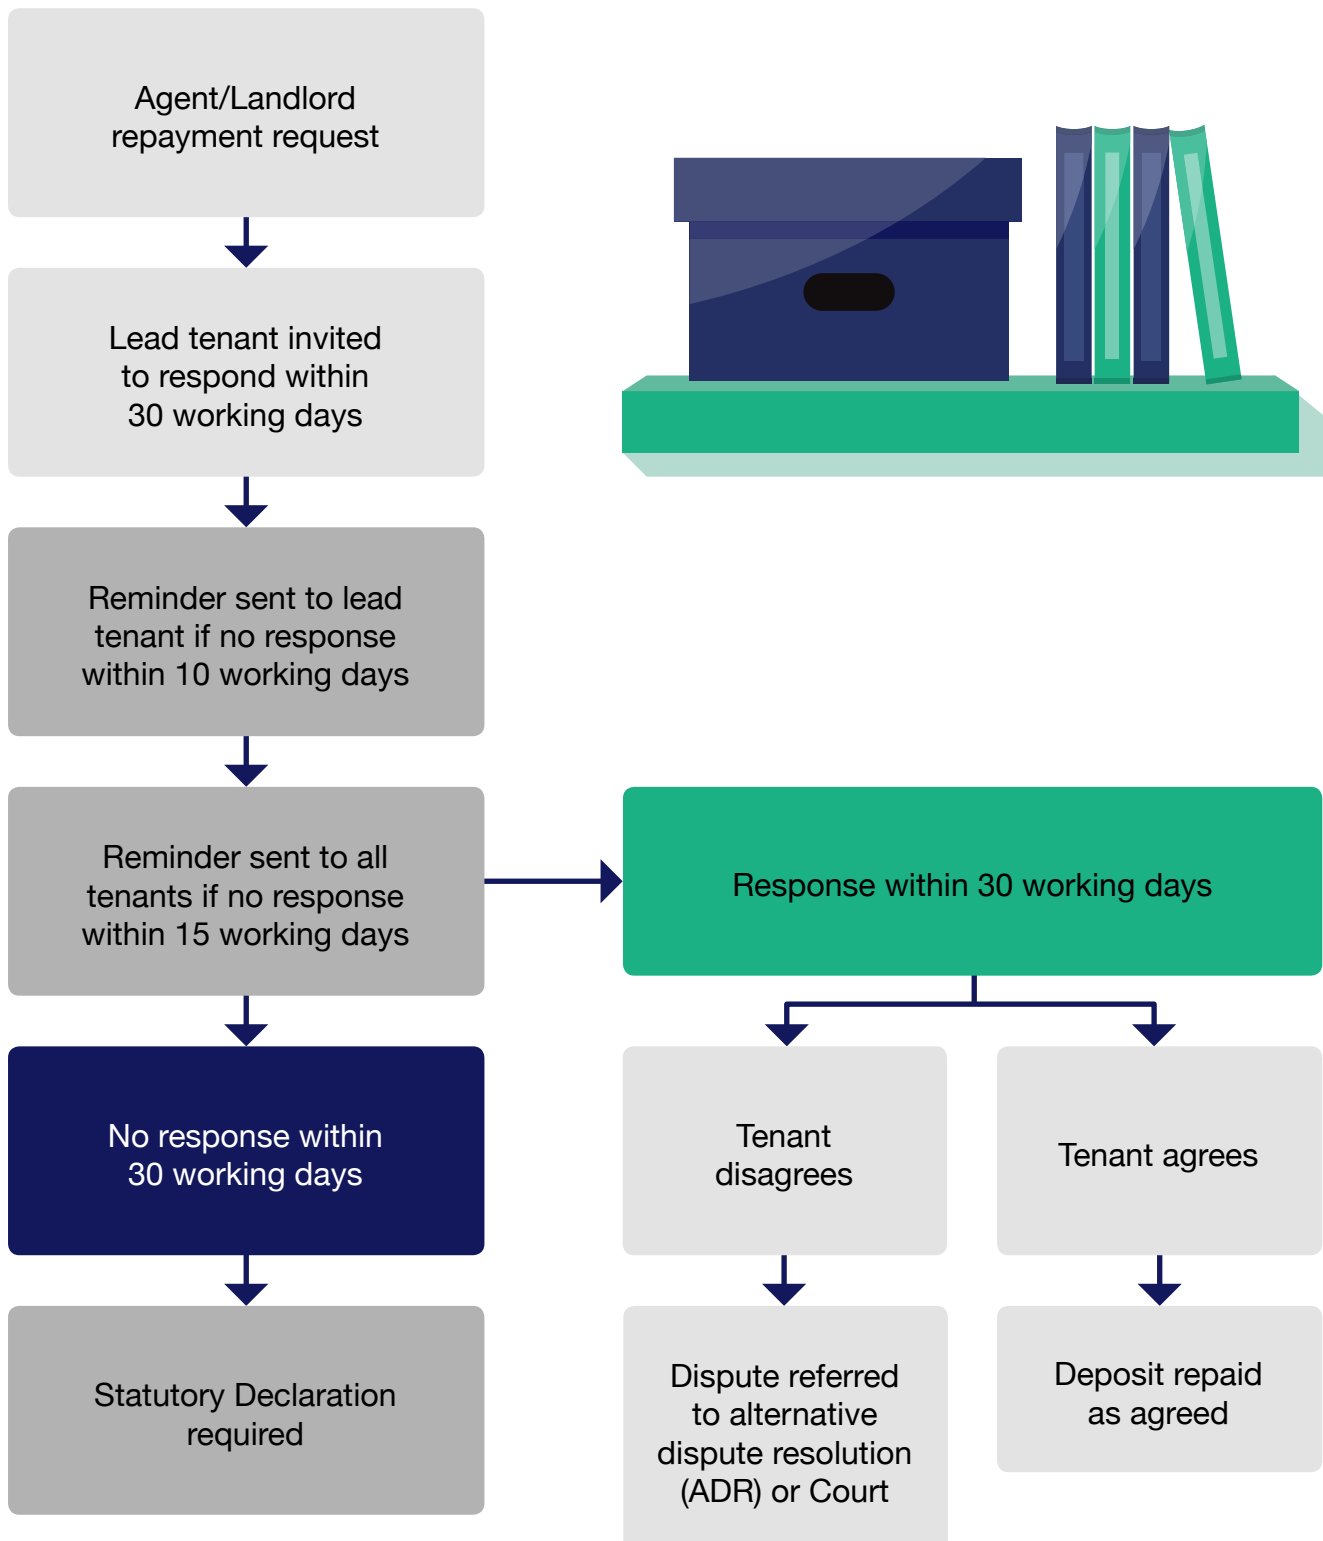 Agent/Landlord
repayment request
Lead tenant invited
to respond within
30 working days
Reminder sent to lead
tenant if no response
within 10 working days
Reminder sent to all
tenants if no response
within 15 working days
Response within 30 working days
No response within
30 working days
Tenant
disagrees
Tenant agrees
Statutory Declaration
required
Dispute referred
to alternative
dispute resolution
(ADR) or Court
Deposit repaid
as agreed